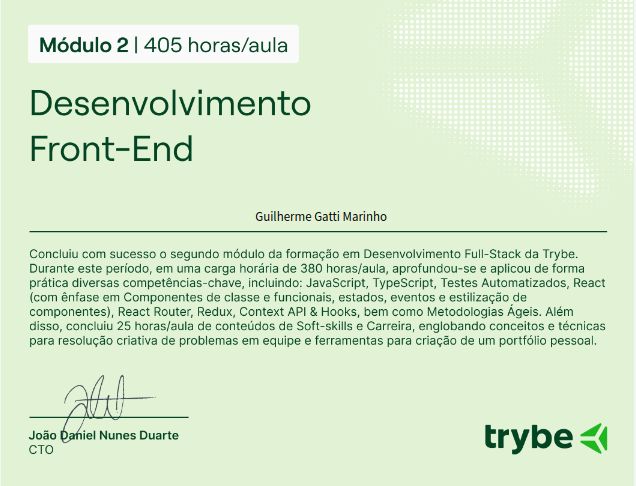 Módulo 2 | 405 horas/aula
Desenvolvimento
Front-End
Guilherme Gatti Marinho
Concluiu com sucesso o segundo módulo da formação em Desenvolvimento Full-Stack da Trybe.
Durante este período, em uma carga horária de 380 horas/aula, aprofundou-se e aplicou de forma
prática diversas competências-chave, incluindo: JavaScript, TypeScript, Testes Automatizados, React
(com ênfase em Componentes de classe e funcionais, estados, eventos e estilização de
componentes), React Router, Redux, Context API & Hooks, bem como Metodologias Ágeis. Além
disso, concluiu 25 horas/aula de conteúdos de Soft-skills e Carreira, englobando conceitos e técnicas
para resolução criativa de problemas em equipe e ferramentas para criação de um portfólio pessoal.
João Daniel Nunes Duarte
CTO
trybe